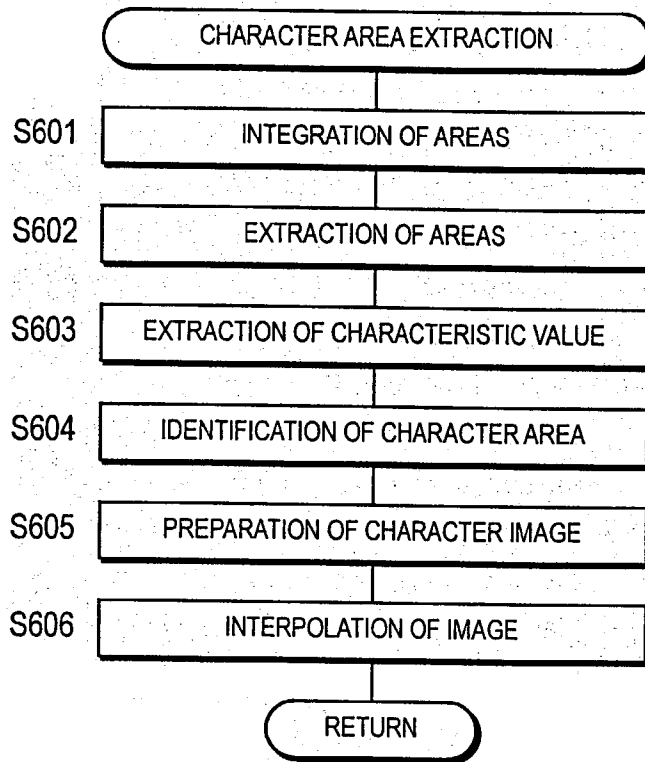 CHARACTER AREA EXTRACTION
S601 INTEGRATION OF AREAS
S602 EXTRACTION OF AREAS
S603 EXTRACTION OF CHARACTERISTIC VALUE
S604 IDENTIFICATION OF CHARACTER AREA
S605 PREPARATION OF CHARACTER IMAGE
S606 INTERPOLATION OF IMAGE
RETURN